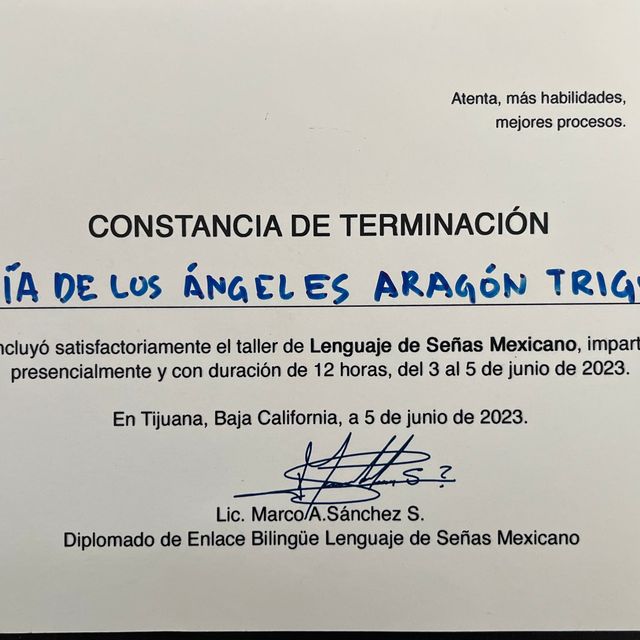 Atenta, más habilidades,
mejores procesos.
CONSTANCIA DE TERMINACIÓN
ÍA DE LOS ÁNGELES ARAGÓN TRIG
ncluyó satisfactoriamente el taller de Lenguaje de Señas Mexicano, impart
presencialmente y con duración de 12 horas, del 3 al 5 de junio de 2023.
En Tijuana, Baja California, a 5 de junio de 2023.
Lic. Marco A.Sánchez S.
Diplomado de Enlace Bilingüe Lenguaje de Señas Mexicano